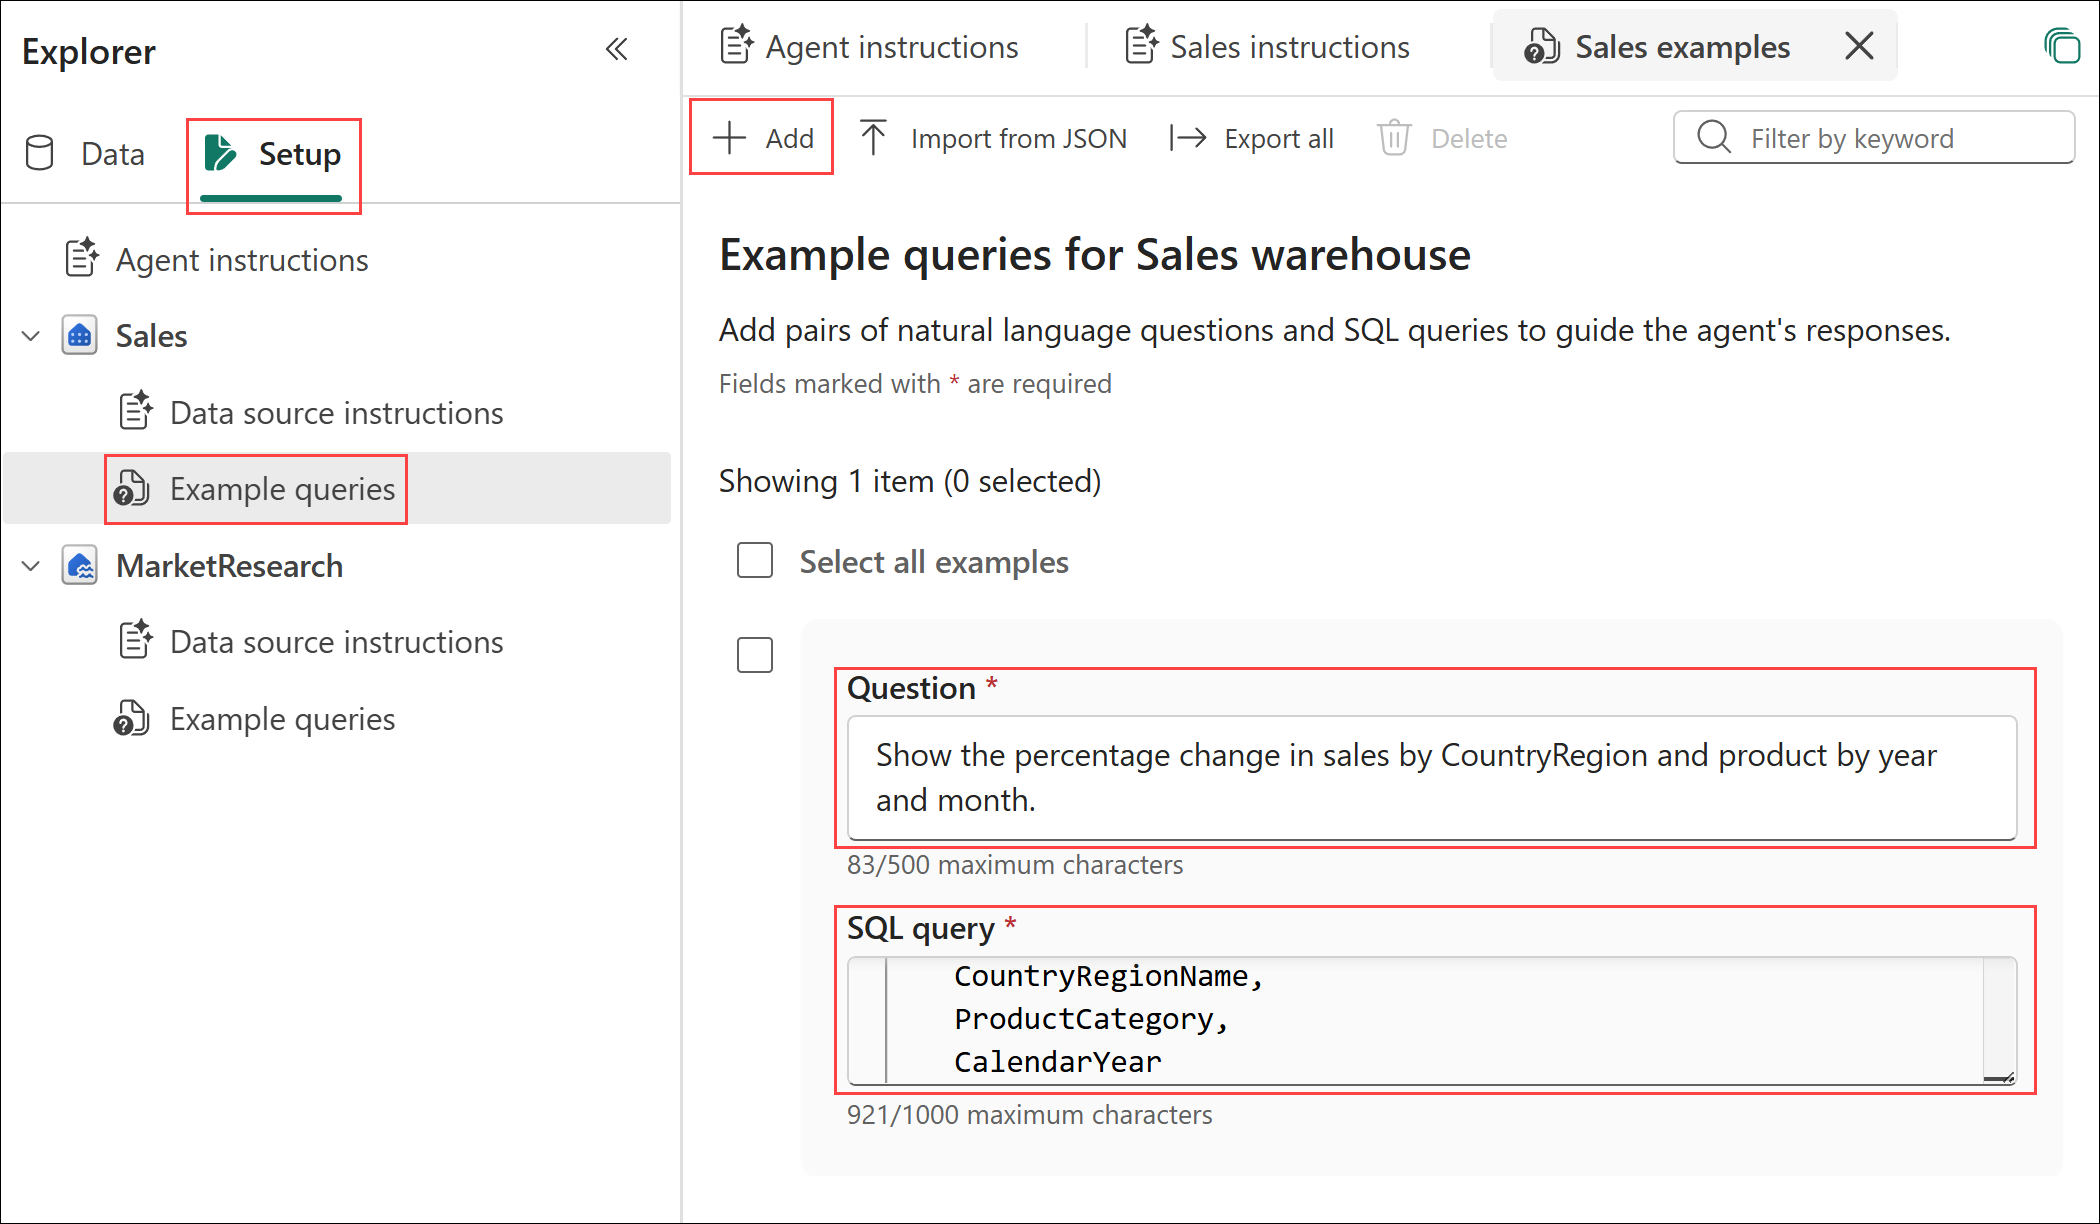 Explorer
Data
Setup
Agent instructions
Sales
Data source instructions
Example queries
MarketResearch
Data source instructions
Example queries
Agent instructions
Sales instructions
Sales examples
Add
Import from JSON
Export all
Delete
Filter by keyword
Example queries for Sales warehouse
Add pairs of natural language questions and SQL queries to guide the agent's responses.
Fields marked with * are required
Showing 1 item (0 selected)
Select all examples
Question *
Show the percentage change in sales by CountryRegion and product by year
and month.
83/500 maximum characters
SQL query *
CountryRegionName,
ProductCategory,
CalendarYear
921/1000 maximum characters